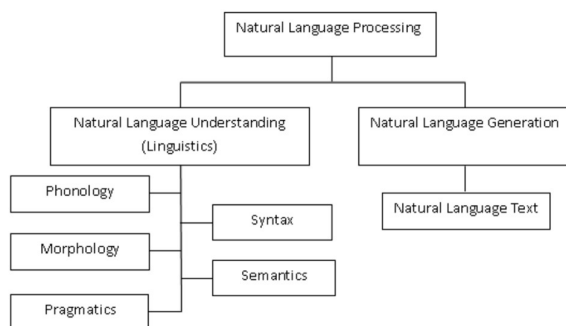 Natural Language Processing
Natural Language Understanding
(Linguistics)
Natural Language Generation
Phonology
Natural Language Text
Syntax
Morphology
Semantics
Pragmatics